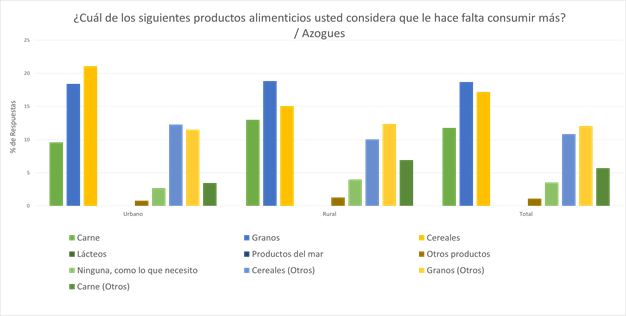 ¿Cuál de los siguientes productos alimenticios usted considera que le hace falta consumir más?
/ Azogues
25
20
15
10
5
0
% de Respuestas
Urbano Rural Total
Carne Granos Cereales
Lácteos Productos del mar Otros productos
Ninguna, como lo que necesito Cereales (Otros) Granos (Otros)
Carne (Otros)